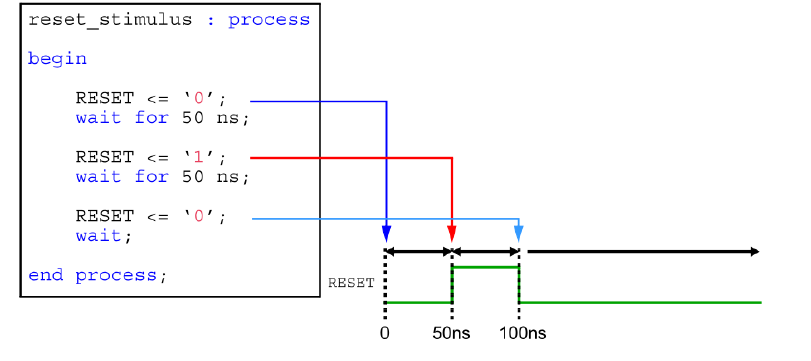 reset_stimulus : process
begin
RESET <= ‘0’;
wait for 50 ns;
RESET <= ‘1’;
wait for 50 ns;
RESET <= ‘0’;
wait;
end process;
RESET
0 50ns 100ns